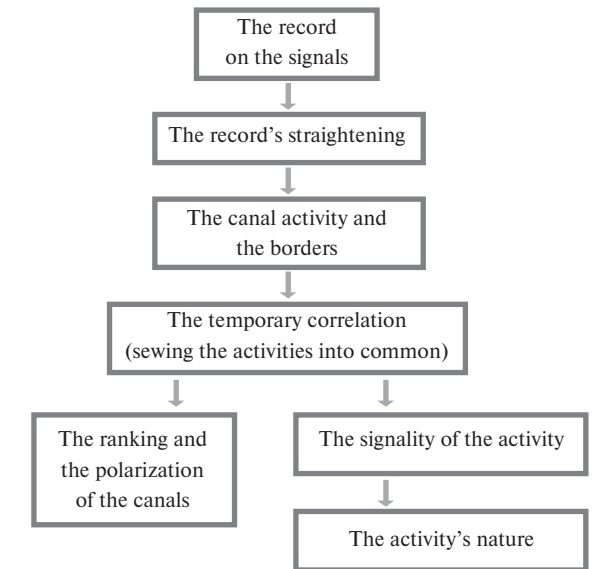 The record
on the signals
The record's straightening
The canal activity and
the borders
The temporary correlation
(sewing the activities into common)
The ranking and
the polarization
of the canals
The signality of the activity
The activity's nature